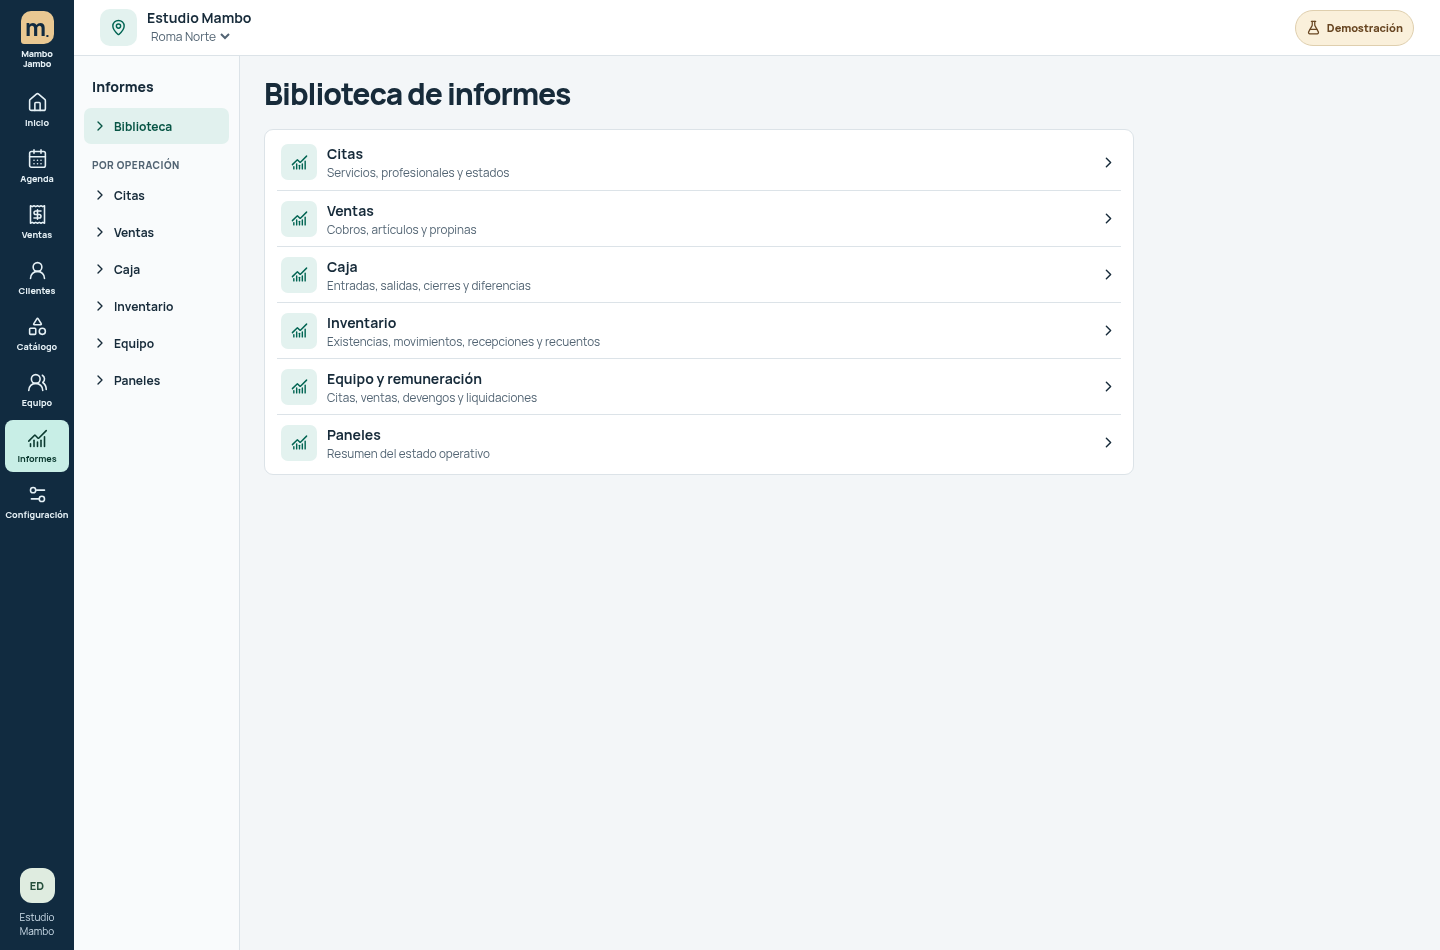 m.
Mambo
Jambo
Inicio
Agenda
Ventas
Clientes
Catálogo
Equipo
Informes
Configuración
ED
Estudio
Mambo
Estudio Mambo
Roma Norte
Demostración
Informes
Biblioteca
POR OPERACIÓN
Citas
Ventas
Caja
Inventario
Equipo
Paneles
Biblioteca de informes
Citas
Servicios, profesionales y estados
Ventas
Cobros, artículos y propinas
Caja
Entradas, salidas, cierres y diferencias
Inventario
Existencias, movimientos, recepciones y recuentos
Equipo y remuneración
Citas, ventas, devengos y liquidaciones
Paneles
Resumen del estado operativo